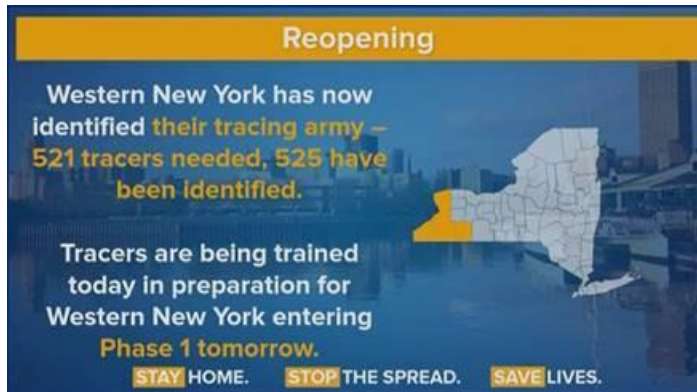 Reopening
Western New York has now
identified their tracing army –
521 tracers needed, 525 have
been identified.
Tracers are being trained
today in preparation for
Western New York entering
Phase 1 tomorrow.
STAY HOME. STOP THE SPREAD. SAVE LIVES.